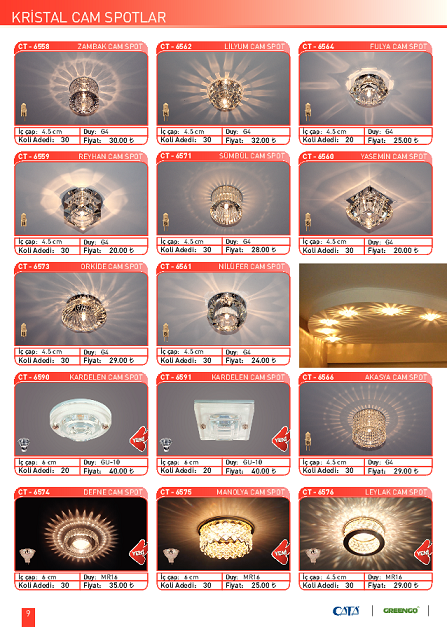 KRİSTAL CAM SPOTLAR
CT - 6558 ZAMBAK CAM SPOT
İç çap: 4.5 cm Duy: G4
Koli Adedi: 30 Fiyat: 30.00 ₺
CT - 6562 LİLYUM CAM SPOT
İç çap: 4.5 cm Duy: G4
Koli Adedi: 30 Fiyat: 32.00 ₺
CT - 6564 FULYA CAM SPOT
İç çap: 4.5 cm Duy: G4
Koli Adedi: 20 Fiyat: 25.00 ₺
CT - 6559 REYHAN CAM SPOT
İç çap: 4.5 cm Duy: G4
Koli Adedi: 30 Fiyat: 20.00 ₺
CT - 6571 SÜMBÜL CAM SPOT
İç çap: 4.5 cm Duy: G4
Koli Adedi: 30 Fiyat: 28.00 ₺
CT - 6560 YASEMİN CAM SPOT
İç çap: 4.5 cm Duy: G4
Koli Adedi: 30 Fiyat: 20.00 ₺
CT - 6573 ORKİDE CAM SPOT
İç çap: 4.5 cm Duy: G4
Koli Adedi: 30 Fiyat: 29.00 ₺
CT - 6561 NİLÜFER CAM SPOT
İç çap: 4.5 cm Duy: G4
Koli Adedi: 30 Fiyat: 24.00 ₺
CT - 6590 KARDELEN CAM SPOT
YENİ
İç çap: 6 cm Duy: GU-10
Koli Adedi: 20 Fiyat: 40.00 ₺
CT - 6591 KARDELEN CAM SPOT
YENİ
İç çap: 6 cm Duy: GU-10
Koli Adedi: 20 Fiyat: 40.00 ₺
CT - 6566 AKASYA CAM SPOT
İç çap: 4.5 cm Duy: G4
Koli Adedi: 30 Fiyat: 29.00 ₺
CT - 6574 DEFNE CAM SPOT
YENİ
İç çap: 6 cm Duy: MR16
Koli Adedi: 30 Fiyat: 35.00 ₺
CT - 6575 MANOLYA CAM SPOT
YENİ
İç çap: 6 cm Duy: MR16
Koli Adedi: 30 Fiyat: 25.00 ₺
CT - 6576 LEYLAK CAM SPOT
YENİ
İç çap: 4.5 cm Duy: MR16
Koli Adedi: 30 Fiyat: 29.00 ₺
9
CATA
GREENGO